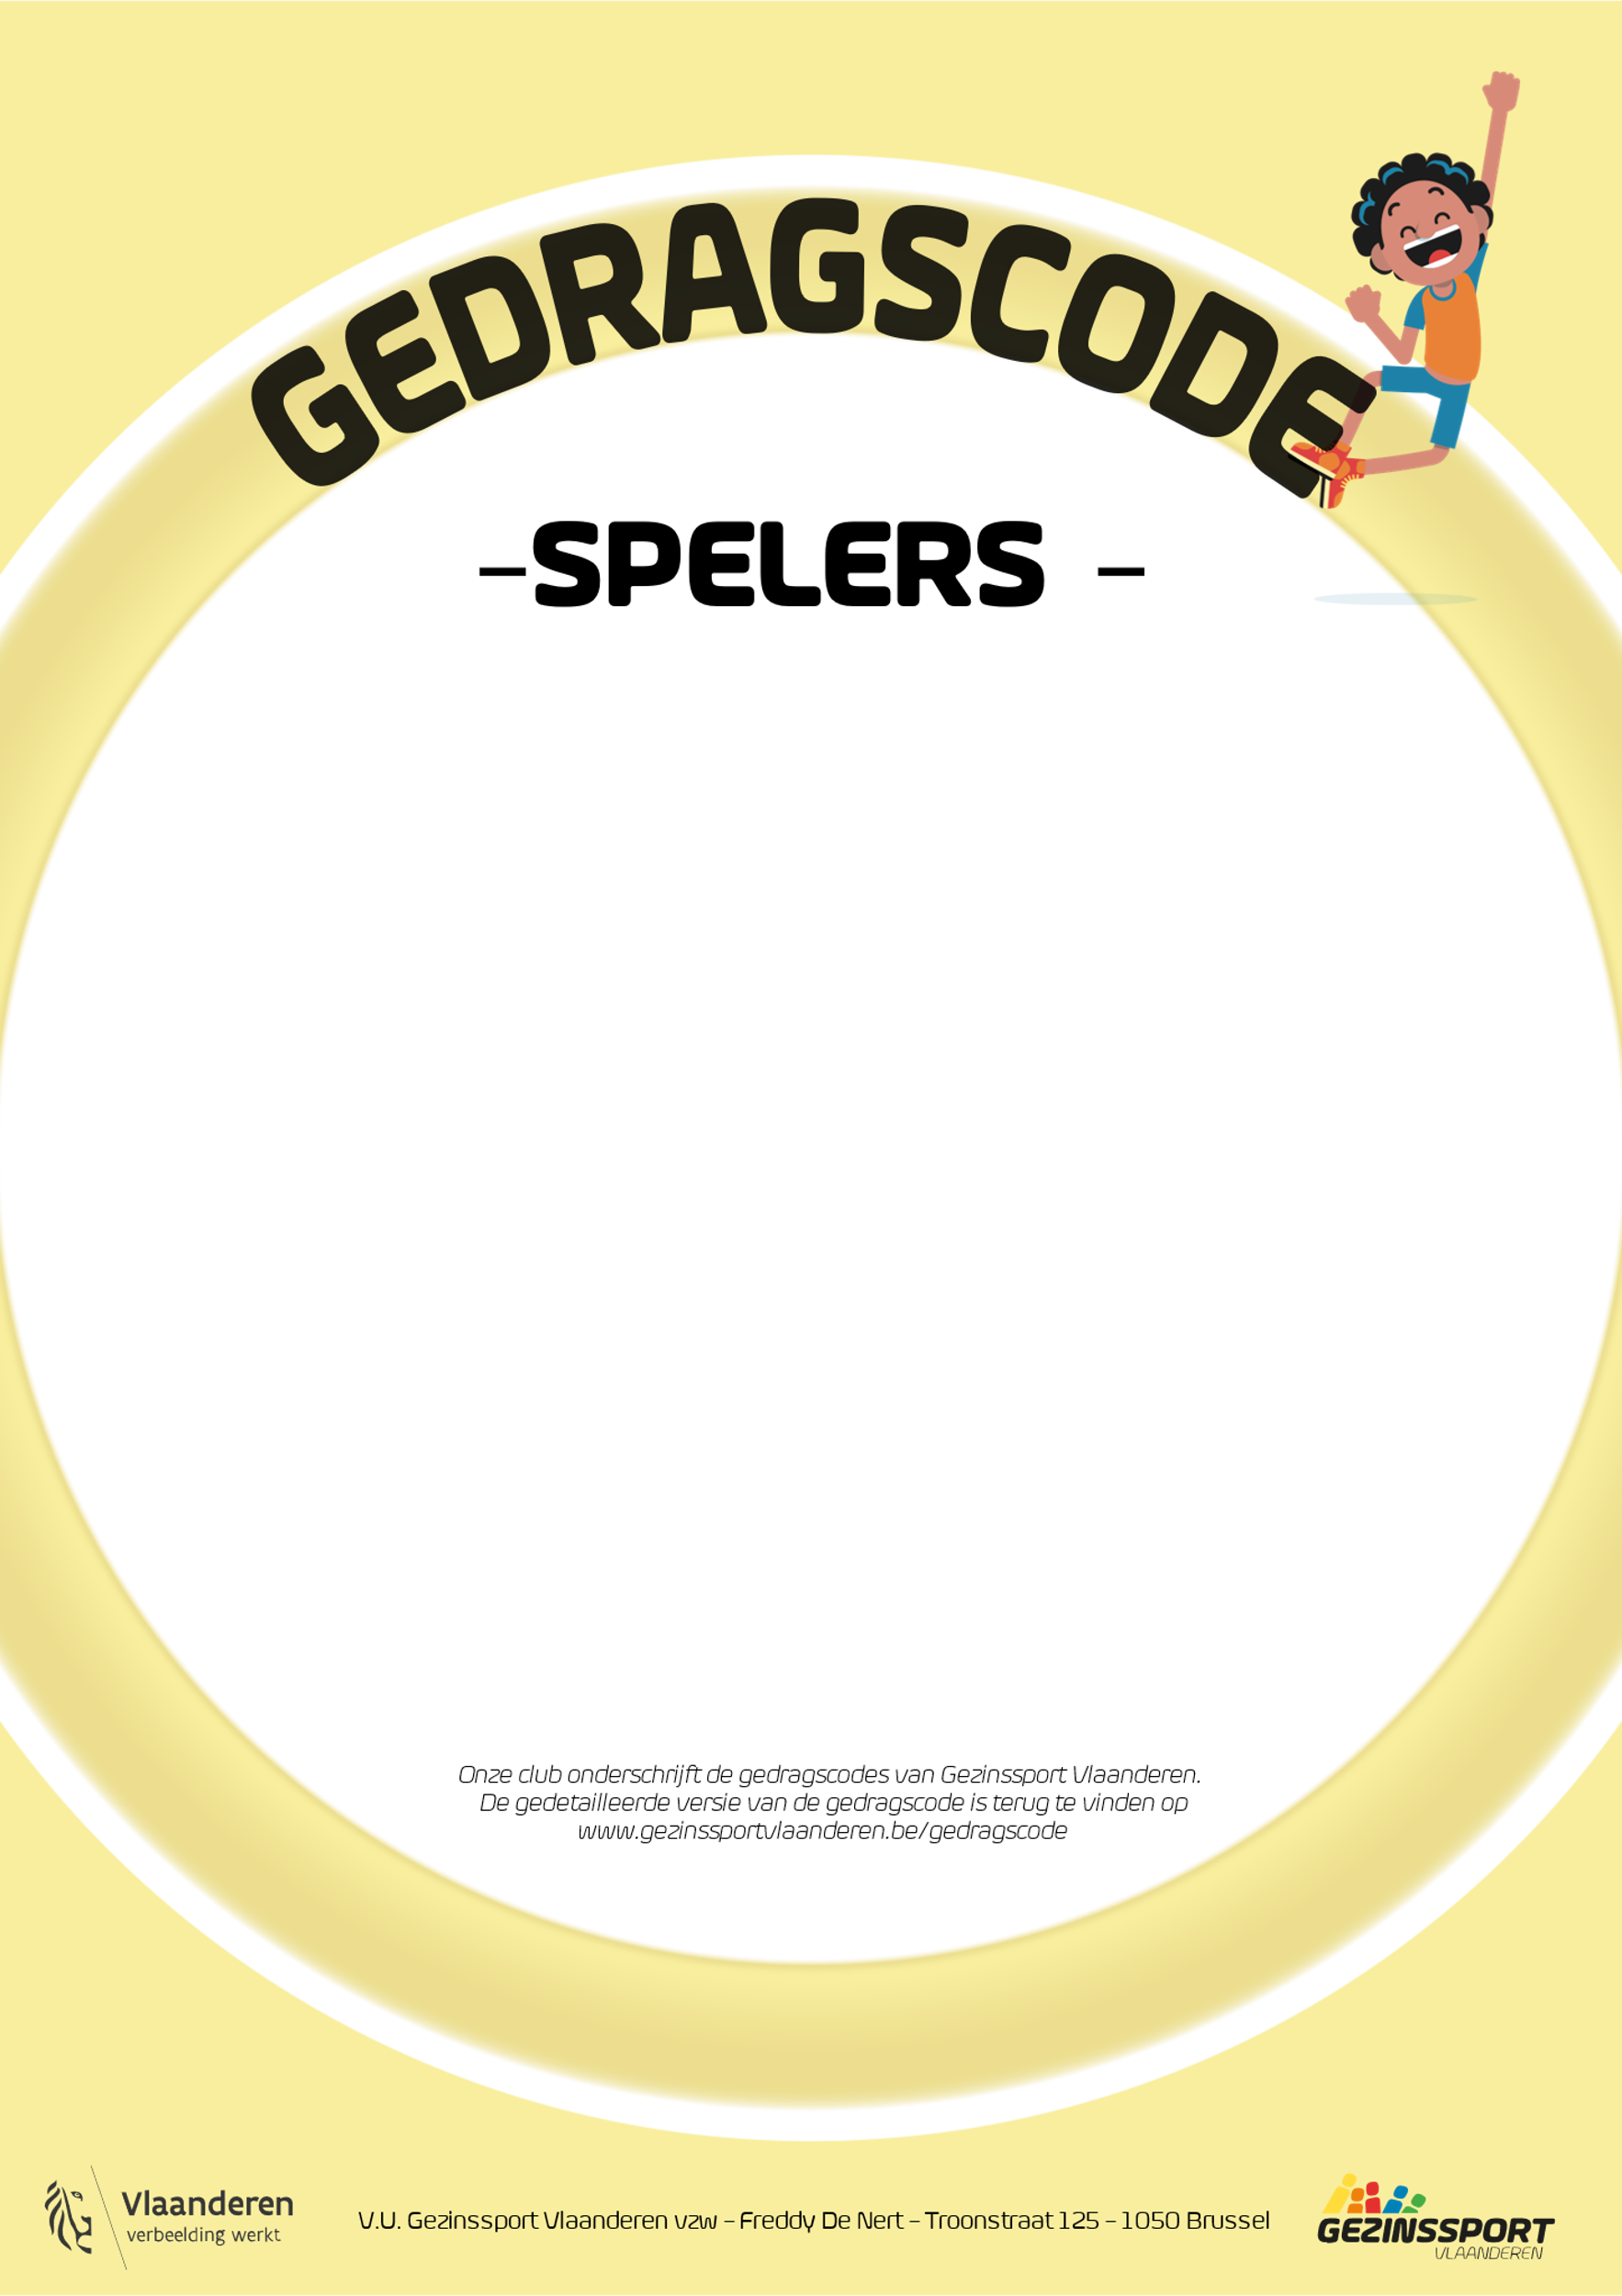 GEDRAGSCODE
–SPELERS –
Onze club onderschrijft de gedragscodes van Gezinssport Vlaanderen.
De gedetailleerde versie van de gedragscode is terug te vinden op
www.gezinssportvlaanderen.be/gedragscode
Vlaanderen
verbeelding werkt
V.U. Gezinssport Vlaanderen vzw – Freddy De Nert – Troonstraat 125 – 1050 Brussel
GEZINSSPORT
VLAANDEREN